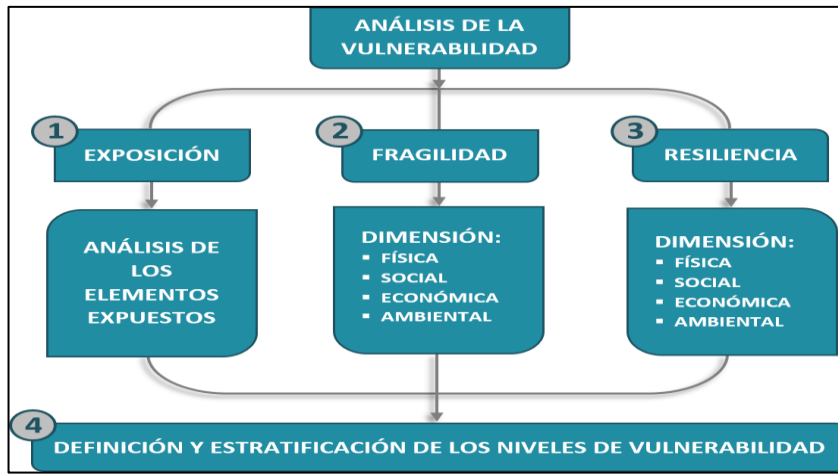 ANÁLISIS DE LA
VULNERABILIDAD
1
EXPOSICIÓN
2
FRAGILIDAD
3
RESILIENCIA
ANÁLISIS DE
LOS
ELEMENTOS
EXPUESTOS
DIMENSIÓN:
▪ FÍSICA
▪ SOCIAL
▪ ECONÓMICA
▪ AMBIENTAL
DIMENSIÓN:
▪ FÍSICA
▪ SOCIAL
▪ ECONÓMICA
▪ AMBIENTAL
4
DEFINICIÓN Y ESTRATIFICACIÓN DE LOS NIVELES DE VULNERABILIDAD